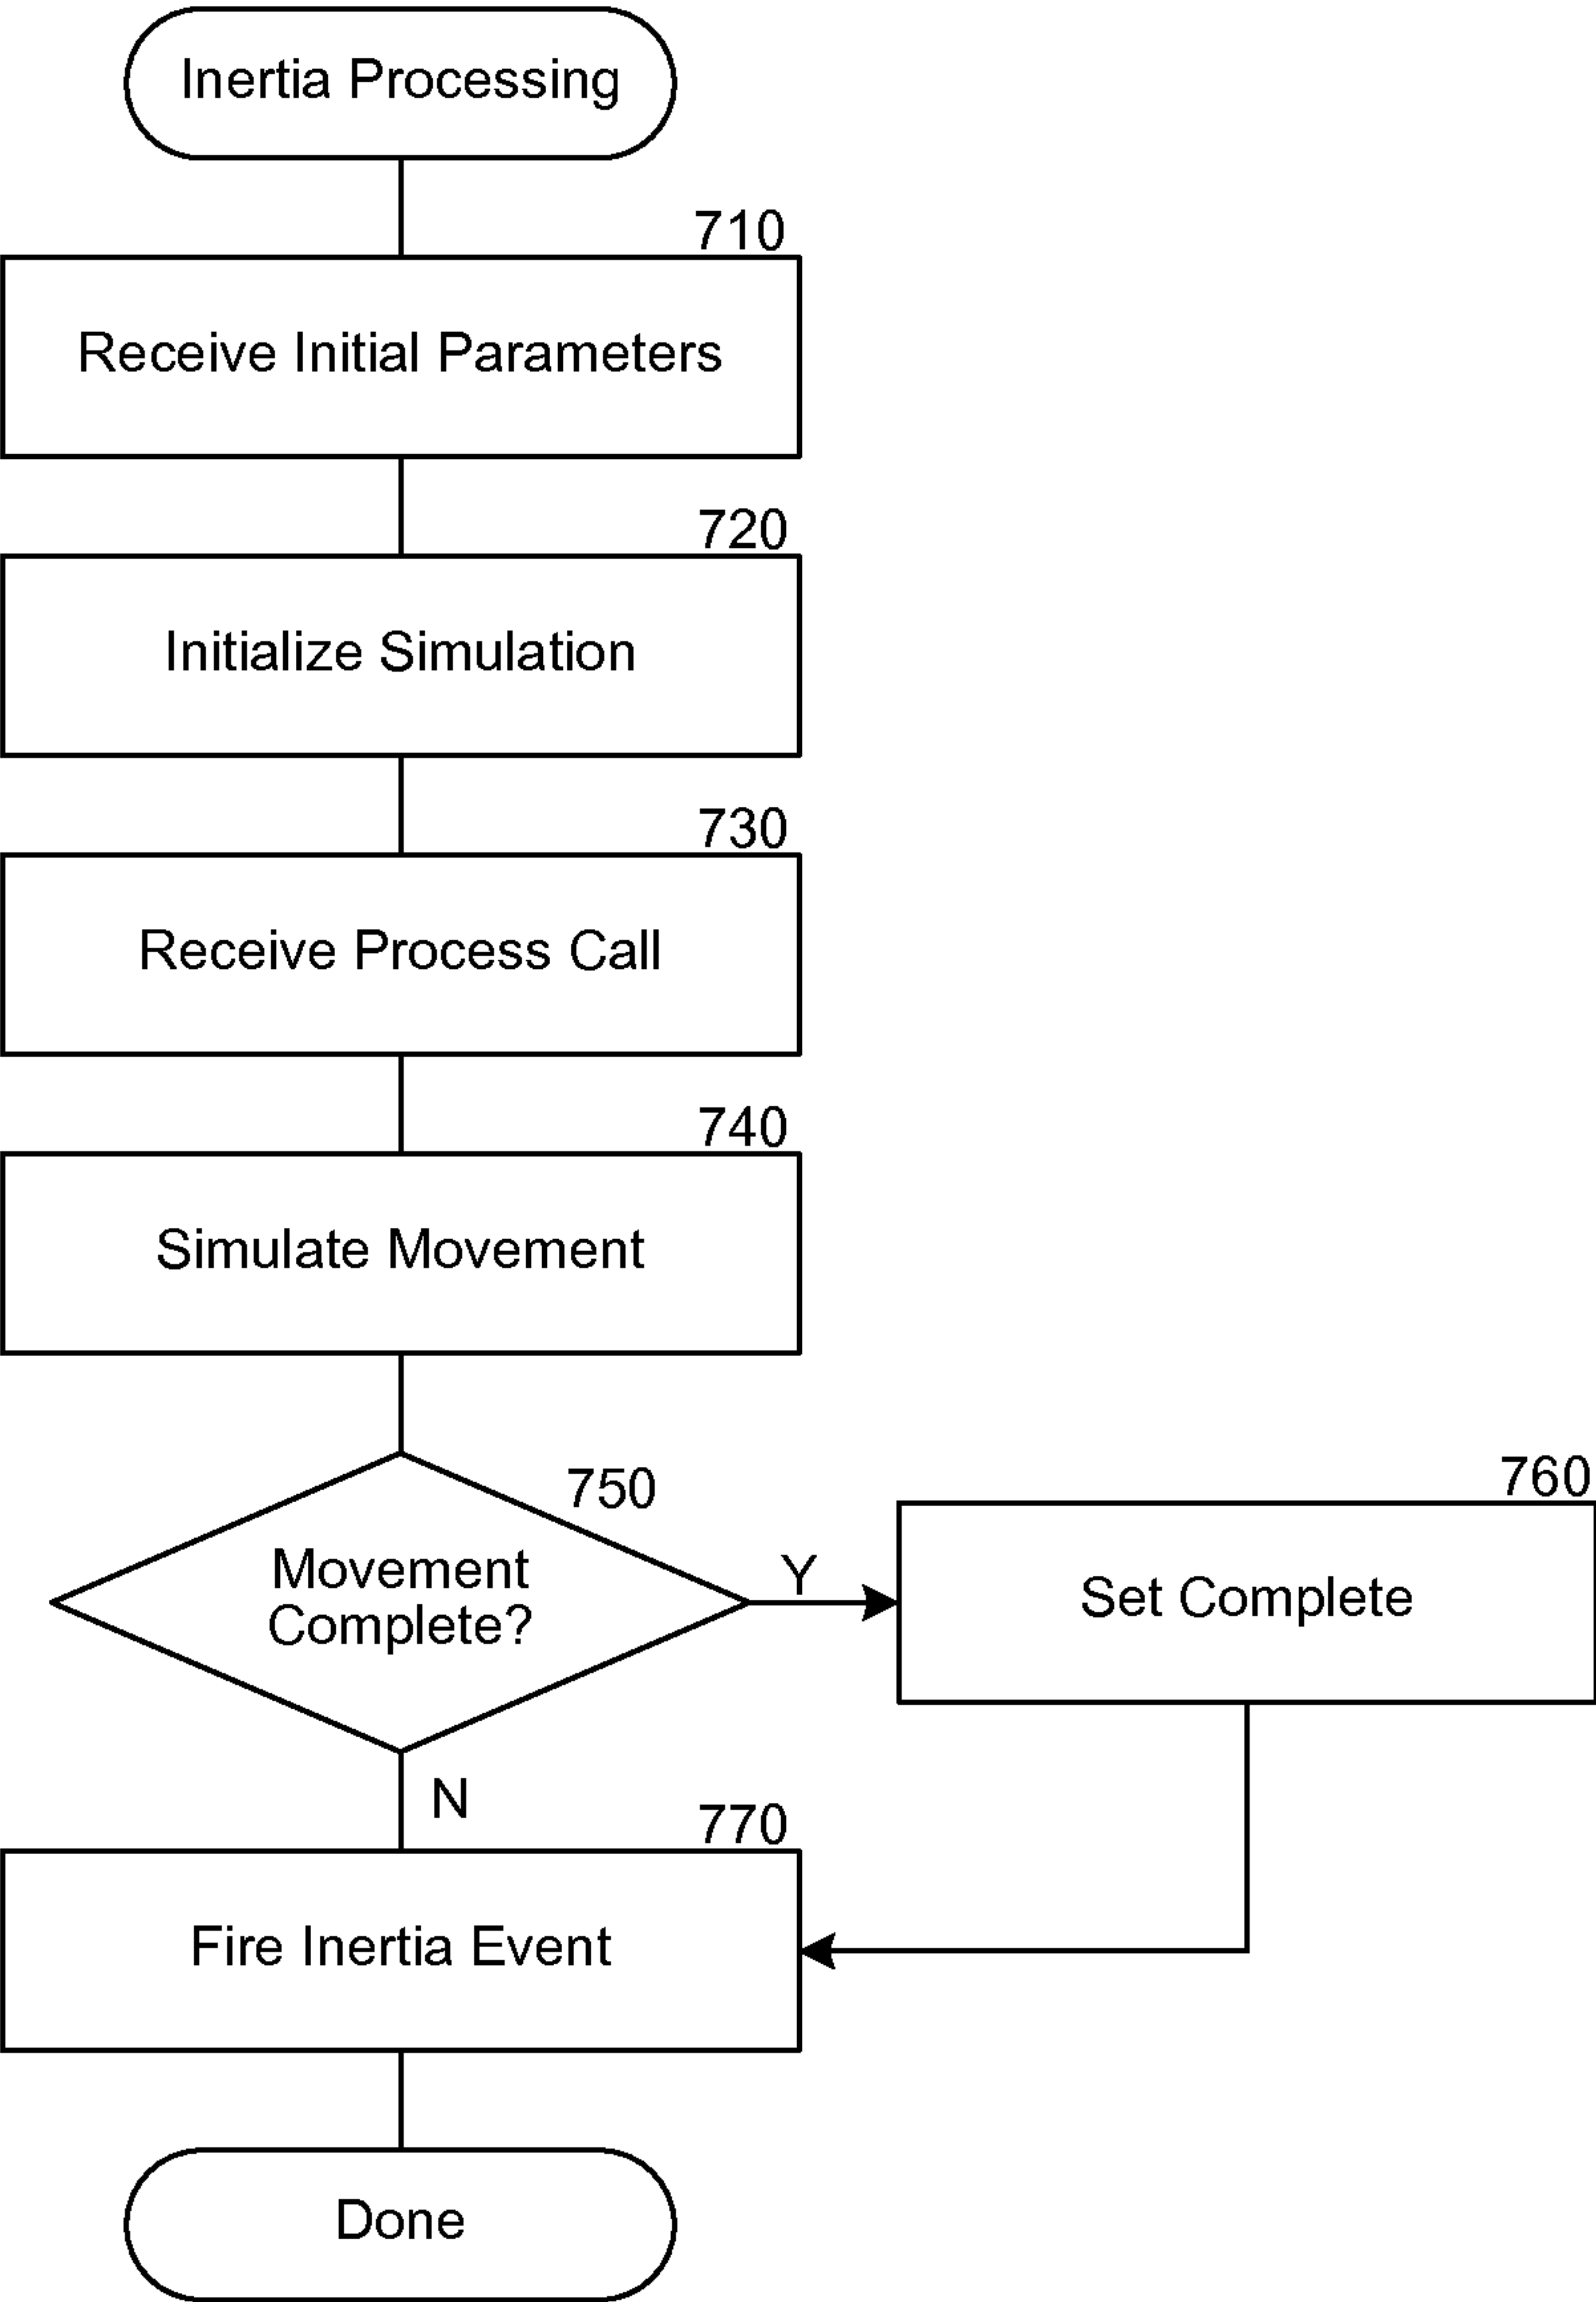 Inertia Processing
710
Receive Initial Parameters
720
Initialize Simulation
730
Receive Process Call
740
Simulate Movement
750
Movement
Complete?
Y
760
Set Complete
N
770
Fire Inertia Event
Done